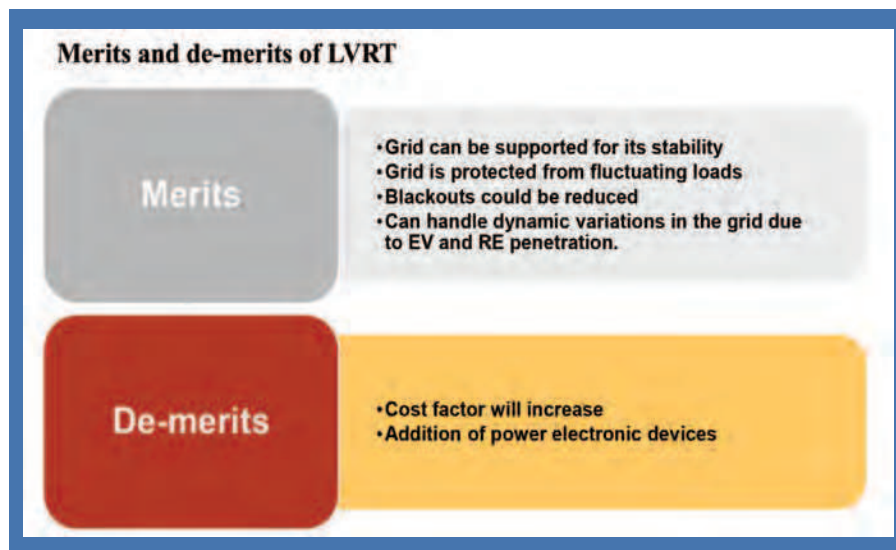 Merits and de-merits of LVRT
Merits
•Grid can be supported for its stability
•Grid is protected from fluctuating loads
•Blackouts could be reduced
•Can handle dynamic variations in the grid due
to EV and RE penetration.
De-merits
•Cost factor will increase
•Addition of power electronic devices